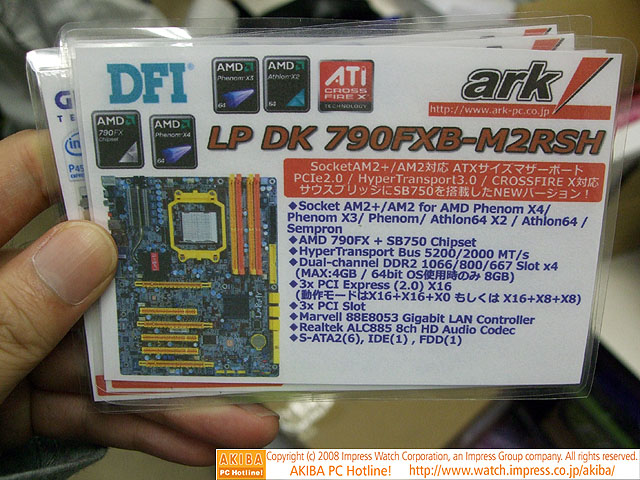 DFI
AMD
Phenom X3
64
AMD
Athlon X2
64
ATI
CROSS
FIRE X
TECHNOLOGY
ark
http://www.ark-pc.co.jp
AMD
790FX
Chipset
AMD
Phenom X4
64
LP DK 790FXB-M2RSH
SocketAM2+/AM2対応 ATXサイズマザーボード
PCIe2.0 / HyperTransport3.0 / CROSSFIRE X対応
サウスブリッジにSB750を搭載したNEWバージョン!
◆Socket AM2+/AM2 for AMD Phenom X4/
Phenom X3/ Phenom/ Athlon64 X2 / Athlon64 /
Sempron
◆AMD 790FX + SB750 Chipset
◆HyperTransport Bus 5200/2000 MT/s
◆Dual-channel DDR2 1066/800/667 Slot x4
(MAX:4GB / 64bit OS使用時のみ 8GB)
◆3x PCI Express (2.0) X16
(動作モードはX16+X16+X0 もしくは X16+X8+X8)
◆3x PCI Slot
◆Marvell 88E8053 Gigabit LAN Controller
◆Realtek ALC885 8ch HD Audio Codec
◆S-ATA2(6), IDE(1) , FDD(1)
G
TE
P45
AKIBA
PC Hotline!
Copyright (c) 2008 Impress Watch Corporation, an Impress Group company. All rights reserved.
AKIBA PC Hotline! http://www.watch.impress.co.jp/akiba/